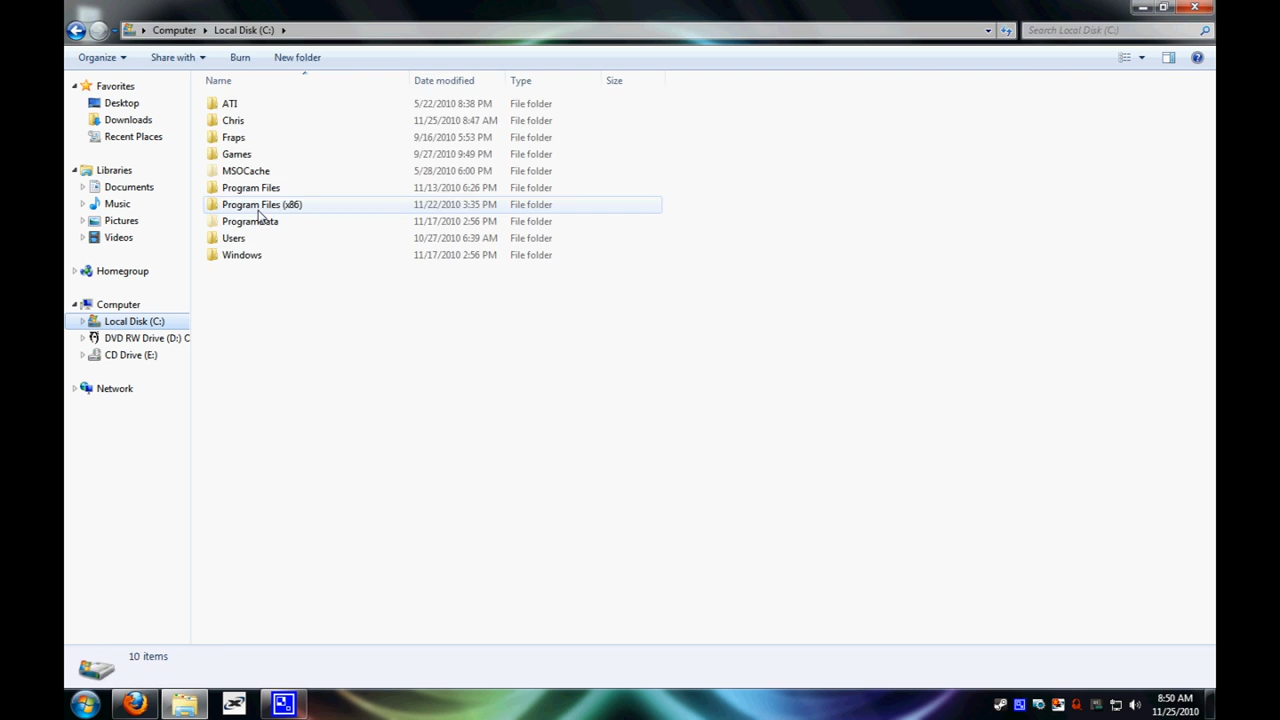 Computer Local Disk (C:)
Search Local Disk (C:)
Organize Share with Burn New folder
Name Date modified Type Size
ATI 5/22/2010 8:38 PM File folder
Chris 11/25/2010 8:47 AM File folder
Fraps 9/16/2010 5:53 PM File folder
Games 9/27/2010 9:49 PM File folder
MSOCache 5/28/2010 6:00 PM File folder
Program Files 11/13/2010 6:26 PM File folder
Program Files (x86) 11/22/2010 3:35 PM File folder
ProgramData 11/17/2010 2:56 PM File folder
Users 10/27/2010 6:39 AM File folder
Windows 11/17/2010 2:56 PM File folder
Favorites
Desktop
Downloads
Recent Places
Libraries
Documents
Music
Pictures
Videos
Homegroup
Computer
Local Disk (C:)
DVD RW Drive (D:) C
CD Drive (E:)
Network
10 items
8:50 AM
11/25/2010